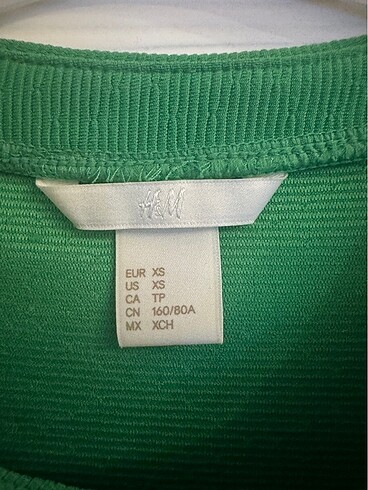 H&M
EUR XS
US XS
CA TP
CN 160/80A
MX XCH